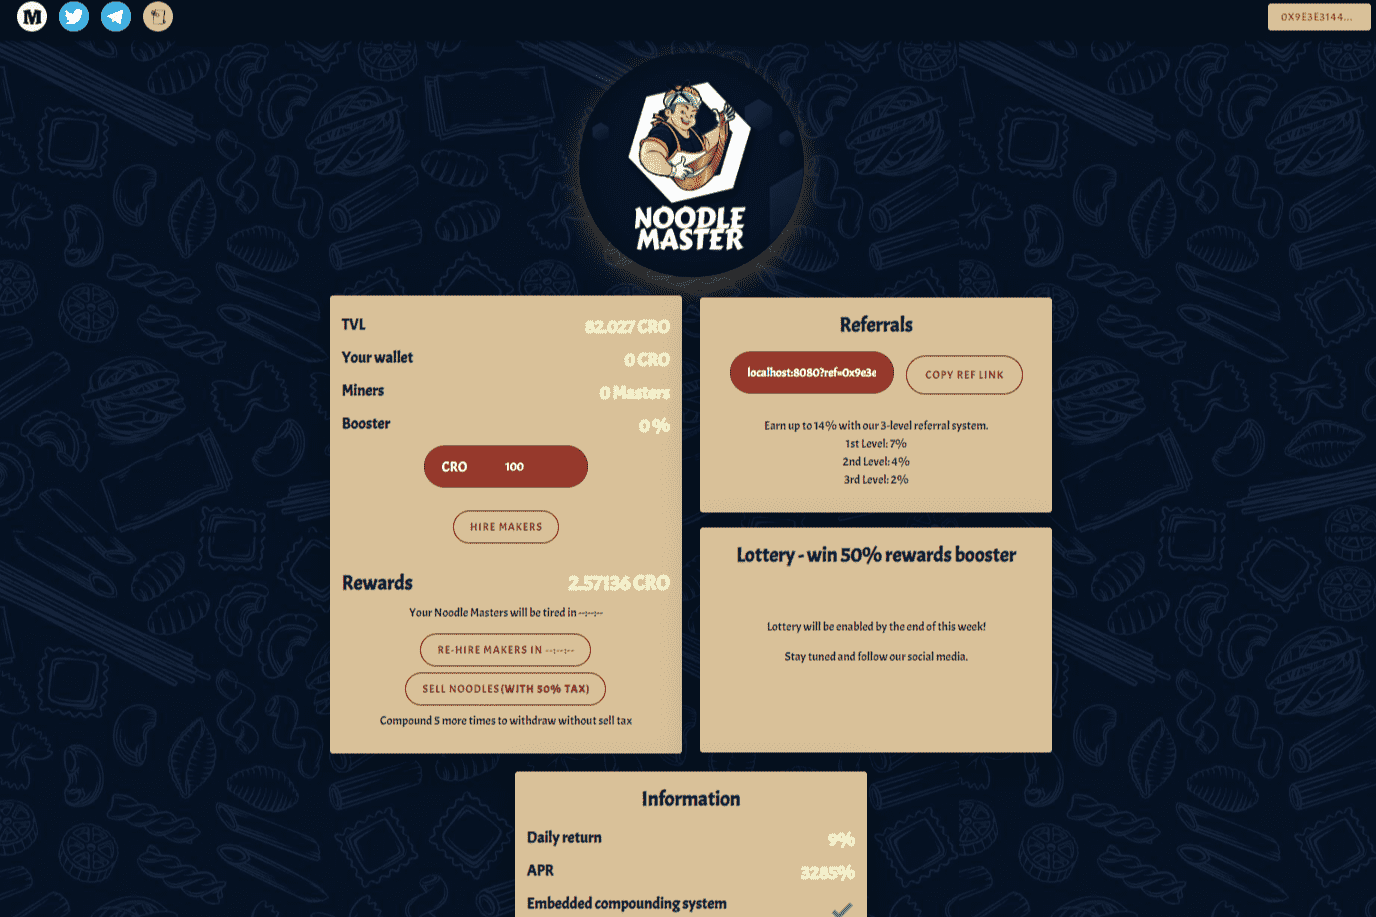 M
0X9E3E3144...
NOODLE
MASTER
TVL 82.027 CRO
Your wallet 0 CRO
Miners 0 Masters
Booster 0 %
CRO 100
HIRE MAKERS
Rewards 2.57136 CRO
Your Noodle Masters will be tired in --:--:--
RE-HIRE MAKERS IN --:--:--
SELL NOODLES(WITH 50% TAX)
Compound 5 more times to withdraw without sell tax
Referrals
localhost:8080?ref=0x9e3e
COPY REF LINK
Earn up to 14% with our 3-level referral system.
1st Level: 7%
2nd Level: 4%
3rd Level: 2%
Lottery - win 50% rewards booster
Lottery will be enabled by the end of this week!
Stay tuned and follow our social media.
Information
Daily return 9%
APR 3285%
Embedded compounding system